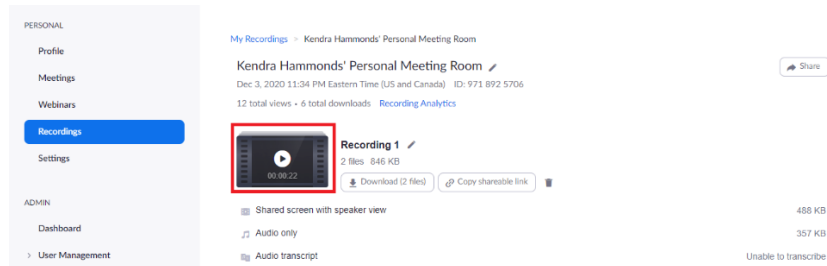 PERSONAL
Profile
Meetings
Webinars
Recordings
Settings
ADMIN
Dashboard
> User Management
My Recordings > Kendra Hammonds' Personal Meeting Room
Kendra Hammonds' Personal Meeting Room
Share
Dec 3, 2020 11:34 PM Eastern Time (US and Canada) ID: 971 892 5706
12 total views • 6 total downloads Recording Analytics
00:00:22
Recording 1
2 files 846 KB
Download (2 files) Copy shareable link
Shared screen with speaker view 488 KB
Audio only 357 KB
Audio transcript Unable to transcribe